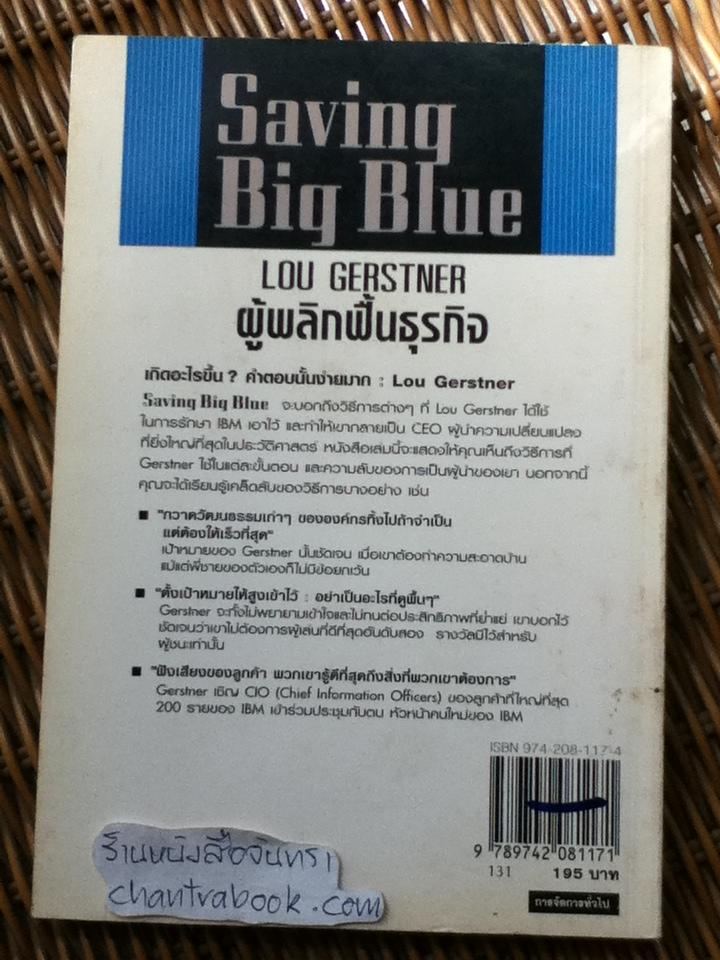 Saving
Big Blue
LOU GERSTNER
ผู้พลิกฟื้นธุรกิจ
เกิดอะไรขึ้น ? คำตอบนั้นง่ายมาก : Lou Gerstner
Saving Big Blue จะบอกถึงวิธีการต่างๆ ที่ Lou Gerstner ได้ใช้
ในการรักษา IBM เอาไว้ และทำให้เขากลายเป็น CEO ผู้นำความเปลี่ยนแปลง
ที่ยิ่งใหญ่ที่สุดในประวัติศาสตร์ หนังสือเล่มนี้จะแสดงให้คุณเห็นถึงวิธีการที่
Gerstner ใช้ในแต่ละขั้นตอน และความลับของการเป็นผู้นำของเขา นอกจากนี้
คุณจะได้เรียนรู้เคล็ดลับของวิธีการบางอย่าง เช่น
■ "กวาดวัฒนธรรมเก่าๆ ขององค์กรทิ้งไปถ้าจำเป็น
แต่ต้องให้เร็วที่สุด"
เป้าหมายของ Gerstner นั้นชัดเจน เมื่อเขาต้องทำความสะอาดบ้าน
แม้แต่พี่ชายของตัวเองก็ไม่มีข้อยกเว้น
■ "ตั้งเป้าหมายให้สูงเข้าไว้ : อย่าเป็นอะไรที่ดูพื้นๆ"
Gerstner จะทั้งไม่พยายามเข้าใจและไม่ทนต่อประสิทธิภาพที่ย่ำแย่ เขาบอกไว้
ชัดเจนว่าเขาไม่ต้องการผู้เล่นที่ดีที่สุดอันดับสอง รางวัลมีไว้สำหรับ
ผู้ชนะเท่านั้น
■ "ฟังเสียงของลูกค้า พวกเขารู้ดีที่สุดถึงสิ่งที่พวกเขาต้องการ"
Gerstner เชิญ CIO (Chief Information Officers) ของลูกค้าที่ใหญ่ที่สุด
200 รายของ IBM เข้าร่วมประชุมกับตน หัวหน้าคนใหม่ของ IBM
ISBN 974-208-117-4
9 789742 081171
131 195 บาท
การจัดการทั่วไป
ร้านหนังสือจันทรา
chantrabook.com